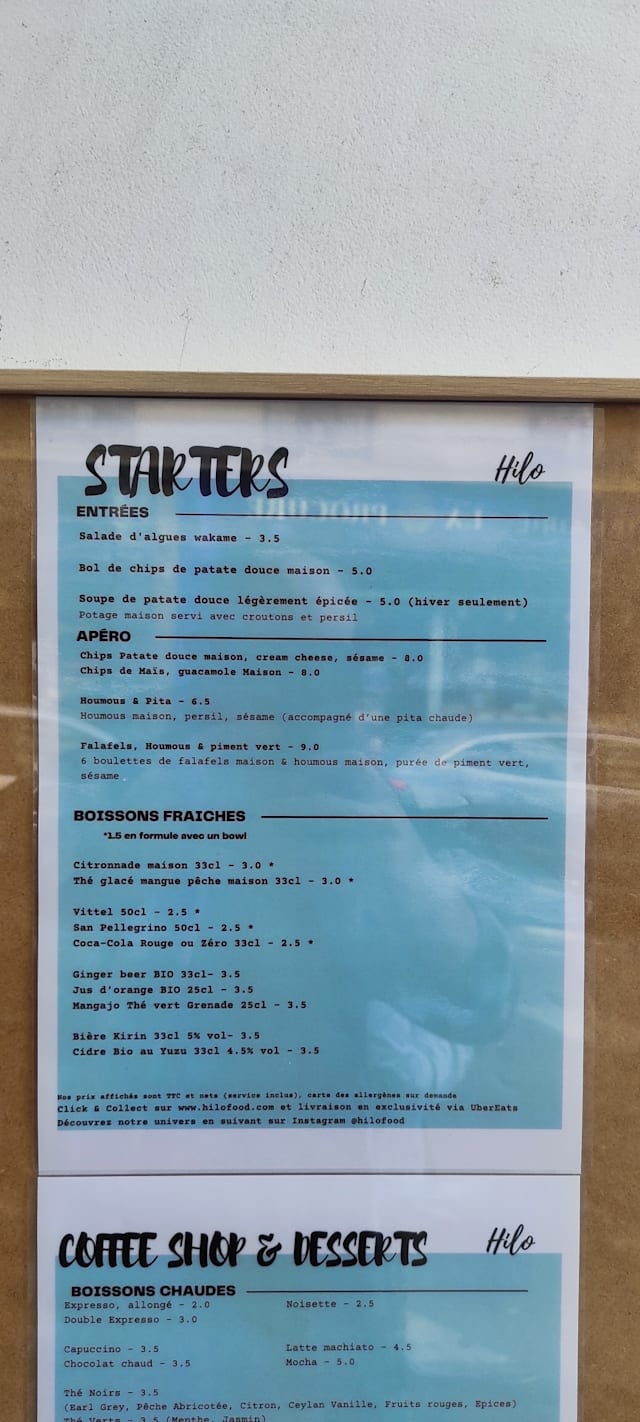 STARTERS
Hilo
ENTRÉES
Salade d'algues wakame - 3.5
Bol de chips de patate douce maison - 5.0
Soupe de patate douce légèrement épicée - 5.0 (hiver seulement)
Potage maison servi avec croutons et persil
APÉRO
Chips Patate douce maison, cream cheese, sésame - 8.0
Chips de Maïs, guacamole Maison - 8.0
Houmous & Pita - 6.5
Houmous maison, persil, sésame (accompagné d'une pita chaude)
Falafels, Houmous & piment vert - 9.0
6 boulettes de falafels maison & houmous maison, purée de piment vert,
sésame
BOISSONS FRAICHES
*1.5 en formule avec un bowl
Citronnade maison 33cl - 3.0 *
Thé glacé mangue pêche maison 33cl - 3.0 *
Vittel 50cl - 2.5 *
San Pellegrino 50cl - 2.5 *
Coca-Cola Rouge ou Zéro 33cl - 2.5 *
Ginger beer BIO 33cl- 3.5
Jus d'orange BIO 25cl - 3.5
Mangajo Thé vert Grenade 25cl - 3.5
Bière Kirin 33cl 5% vol- 3.5
Cidre Bio au Yuzu 33cl 4.5% vol - 3.5
Nos prix affichés sont TTC et nets (service inclus), carte des allergènes sur demande
Click & Collect sur www.hilofood.com et livraison en exclusivité via UberEats
Découvrez notre univers en suivant sur Instagram @hilofood
COFFEE SHOP & DESSERTS
Hilo
BOISSONS CHAUDES
Expresso, allongé - 2.0
Noisette - 2.5
Double Expresso - 3.0
Capuccino - 3.5
Latte machiato - 4.5
Chocolat chaud - 3.5
Mocha - 5.0
Thé Noirs - 3.5
(Earl Grey, Pêche Abricotée, Citron, Ceylan Vanille, Fruits rouges, Epices)
Thé Verts - 3.5 (Menthe, Jasmin)